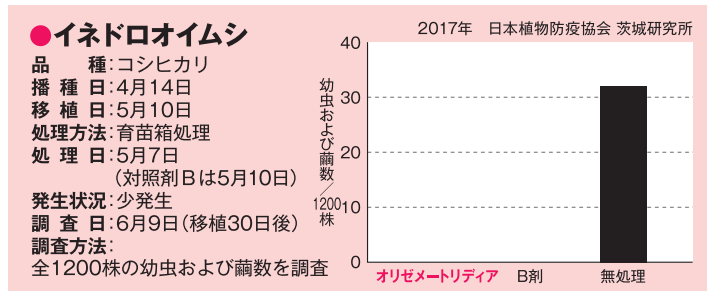 ●イネドロオイムシ
品種:コシヒカリ
播種日:4月14日
移植日:5月10日
処理方法:育苗箱処理
処理日:5月7日
(対照剤Bは5月10日)
発生状況:少発生
調査日:6月9日(移植30日後)
調査方法:
全1200株の幼虫および繭数を調査
2017年 日本植物防疫協会 茨城研究所
幼虫および繭数/1200株
40
30
20
10
0
オリゼメートリディア B剤 無処理